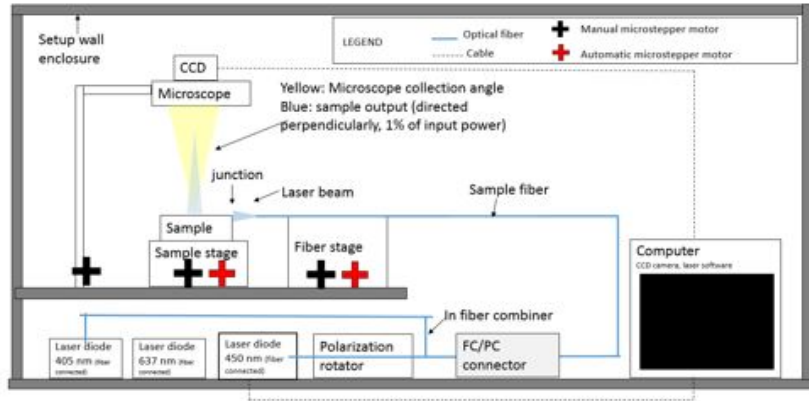 Setup wall
enclosure
CCD
Microscope
LEGEND
Optical fiber
Cable
Manual microstepper motor
Automatic microstepper motor
Yellow: Microscope collection angle
Blue: sample output (directed
perpendicularly, 1% of input power)
junction
Laser beam
Sample fiber
Sample
Sample stage
Fiber stage
Computer
CCD camera, laser software
In fiber combiner
Laser diode
405 nm (Fiber
connected)
Laser diode
637 nm (Fiber
connected)
Laser diode
450 nm (Fiber
connected)
Polarization
rotator
FC/PC
connector